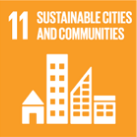 11 SUSTAINABLE CITIES
AND COMMUNITIES